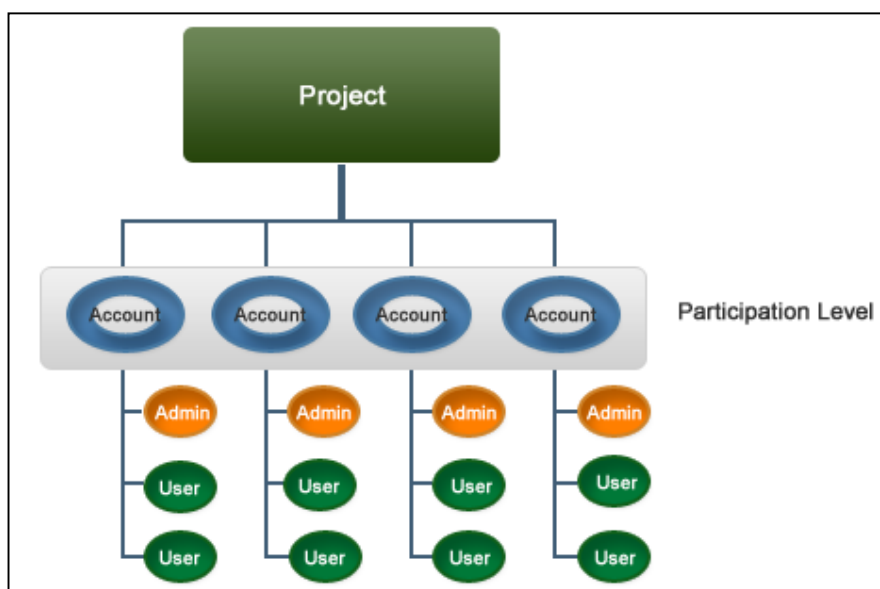 Project
Account Account Account Account
Participation Level
Admin Admin Admin Admin
User User User User
User User User User